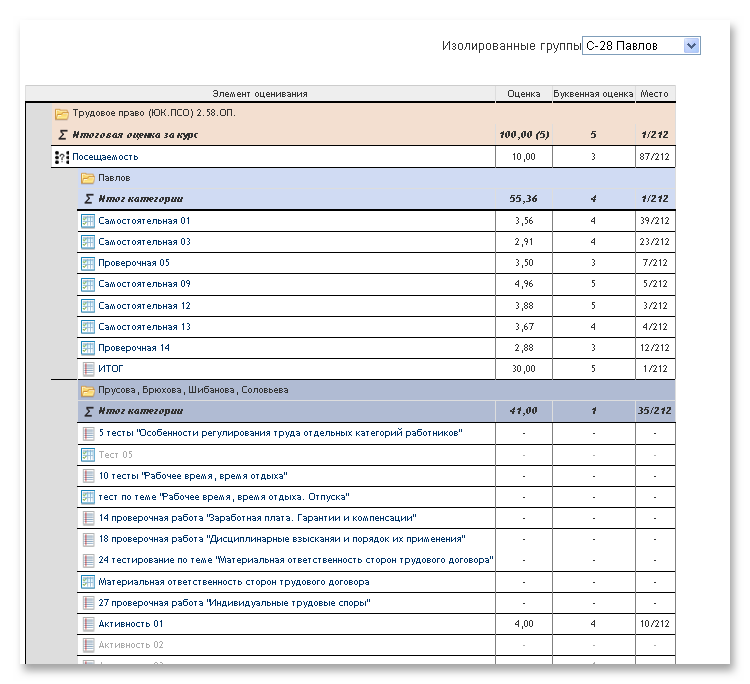 Изолированные группы С-28 Павлов
Элемент оценивания Оценка Буквенная оценка Место
Трудовое право (ЮК.ПСО) 2.58.ОП.
Σ Итоговая оценка за курс 100,00 (5) 5 1/212
Посещаемость 10,00 3 87/212
Павлов
Σ Итог категории 55,36 4 1/212
Самостоятельная 01 3,56 4 39/212
Самостоятельная 03 2,91 4 23/212
Проверочная 05 3,50 3 7/212
Самостоятельная 09 4,96 5 5/212
Самостоятельная 12 3,88 5 3/212
Самостоятельная 13 3,67 4 4/212
Проверочная 14 2,88 3 12/212
ИТОГ 30,00 5 1/212
Прусова, Брюхова, Шибанова, Соловьева
Σ Итог категории 41,00 1 35/212
5 тесты "Особенности регулирования труда отдельных категорий работников" - - -
Тест 05 - - -
10 тесты "Рабочее время, время отдыха" - - -
тест по теме "Рабочее время, время отдыха. Отпуска" - - -
14 проверочная работа "Заработная плата. Гарантии и компенсации" - - -
18 проверочная работа "Дисциплинарные взыскания и порядок их применения" - - -
24 тестирование по теме "Материальная ответственность сторон трудового договора" - - -
Материальная ответственность сторон трудового договора - - -
27 проверочная работа "Индивидуальные трудовые споры" - - -
Активность 01 4,00 4 10/212
Активность 02 - - -